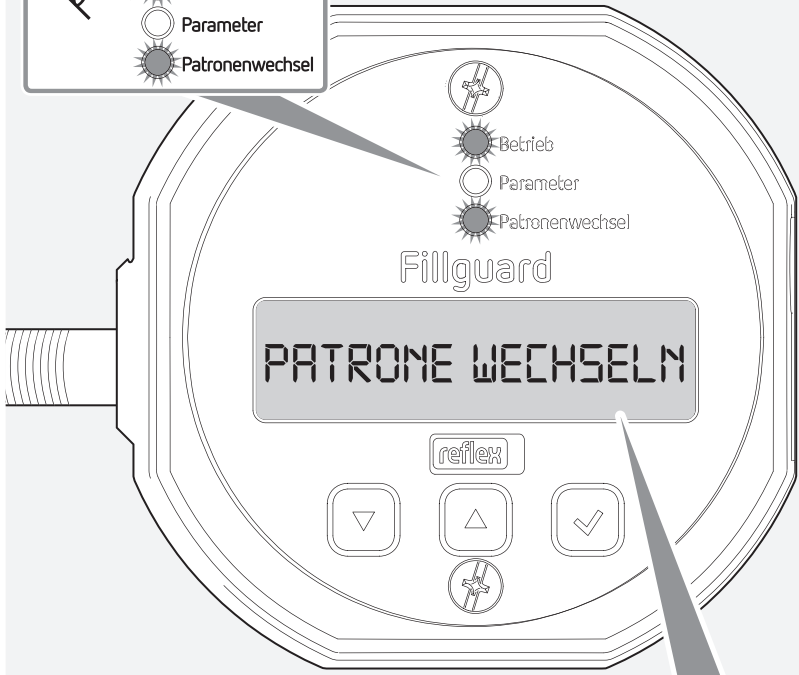 Parameter
Patronenwechsel
Betrieb
Parameter
Patronenwechsel
Fillguard
PATRONE WECHSELN
reflex